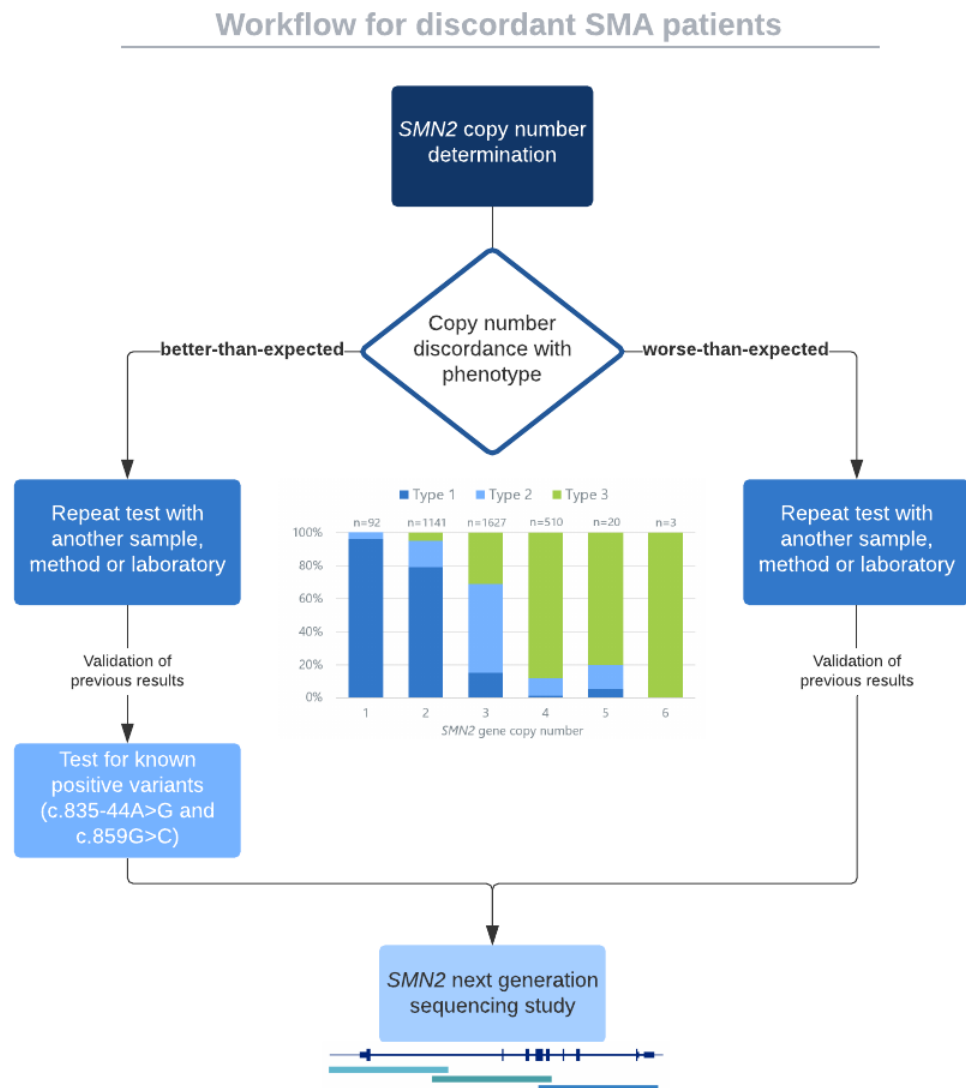 Workflow for discordant SMA patients
SMN2 copy number
determination
Copy number
discordance with
phenotype
better-than-expected
worse-than-expected
Repeat test with
another sample,
method or laboratory
Type 1 Type 2 Type 3
n=92 n=1141 n=1627 n=510 n=20 n=3
100%
80%
60%
40%
20%
0%
1 2 3 4 5 6
SMN2 gene copy number
Repeat test with
another sample,
method or laboratory
Validation of
previous results
Validation of
previous results
Test for known
positive variants
(c.835-44A>G and
c.859G>C)
SMN2 next generation
sequencing study